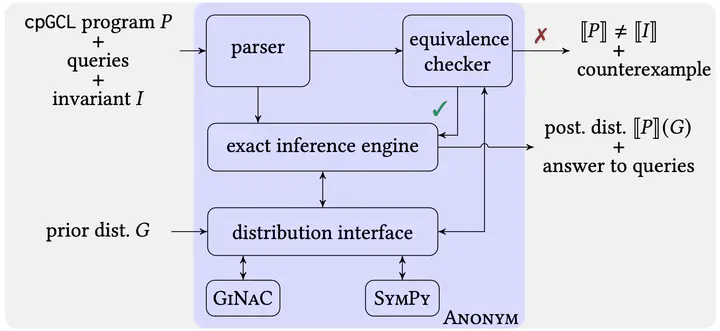 cpGCL program P
+
queries
+
invariant I
parser
equivalence
checker
✗
⟦P⟧ ≠ ⟦I⟧
+
counterexample
✓
exact inference engine
post. dist. ⟦P⟧(G)
+
answer to queries
prior dist. G
distribution interface
GiNaC
SymPy
Anonym